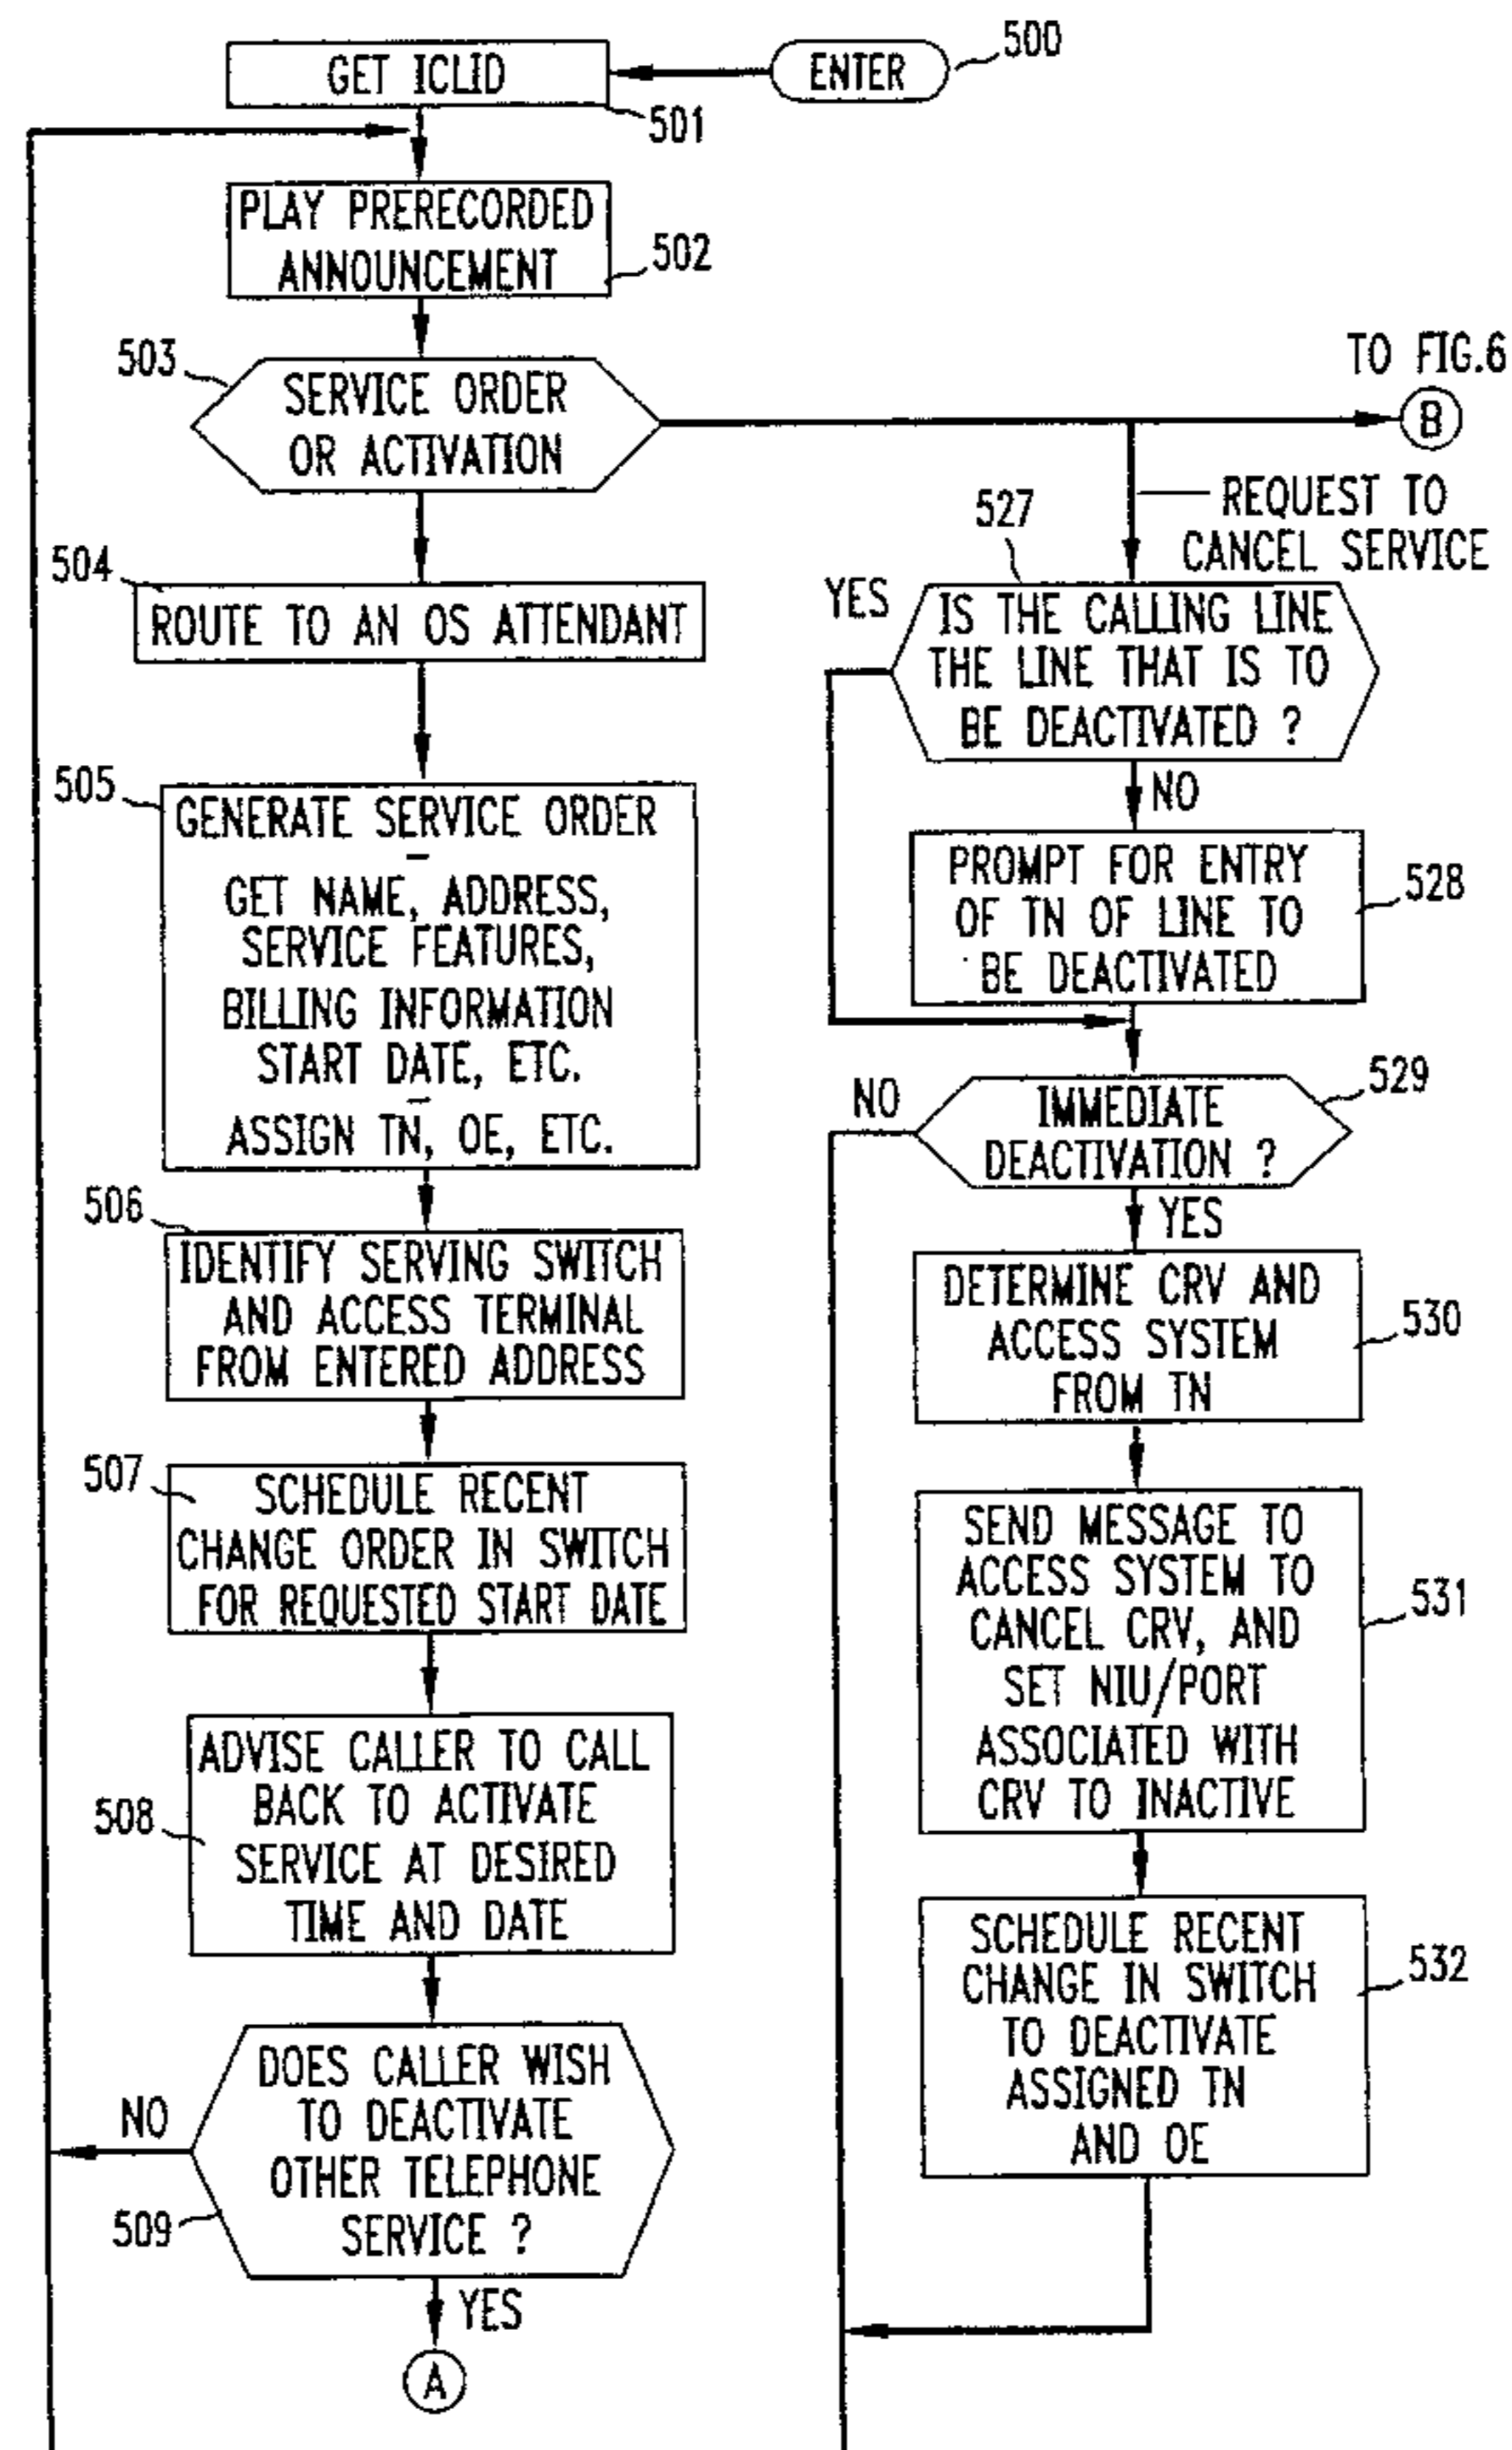 500
ENTER
GET ICLID
501
PLAY PRERECORDED
ANNOUNCEMENT
502
503
SERVICE ORDER
OR ACTIVATION
TO FIG.6
B
504
ROUTE TO AN OS ATTENDANT
505
GENERATE SERVICE ORDER
–
GET NAME, ADDRESS,
SERVICE FEATURES,
BILLING INFORMATION
START DATE, ETC.
–
ASSIGN TN, OE, ETC.
506
IDENTIFY SERVING SWITCH
AND ACCESS TERMINAL
FROM ENTERED ADDRESS
507
SCHEDULE RECENT
CHANGE ORDER IN SWITCH
FOR REQUESTED START DATE
508
ADVISE CALLER TO CALL
BACK TO ACTIVATE
SERVICE AT DESIRED
TIME AND DATE
509
DOES CALLER WISH
TO DEACTIVATE
OTHER TELEPHONE
SERVICE ?
NO
YES
A
REQUEST TO
CANCEL SERVICE
527
IS THE CALLING LINE
THE LINE THAT IS TO
BE DEACTIVATED ?
YES
NO
528
PROMPT FOR ENTRY
OF TN OF LINE TO
BE DEACTIVATED
529
IMMEDIATE
DEACTIVATION ?
NO
YES
530
DETERMINE CRV AND
ACCESS SYSTEM
FROM TN
531
SEND MESSAGE TO
ACCESS SYSTEM TO
CANCEL CRV, AND
SET NIU/PORT
ASSOCIATED WITH
CRV TO INACTIVE
532
SCHEDULE RECENT
CHANGE IN SWITCH
TO DEACTIVATE
ASSIGNED TN
AND OE